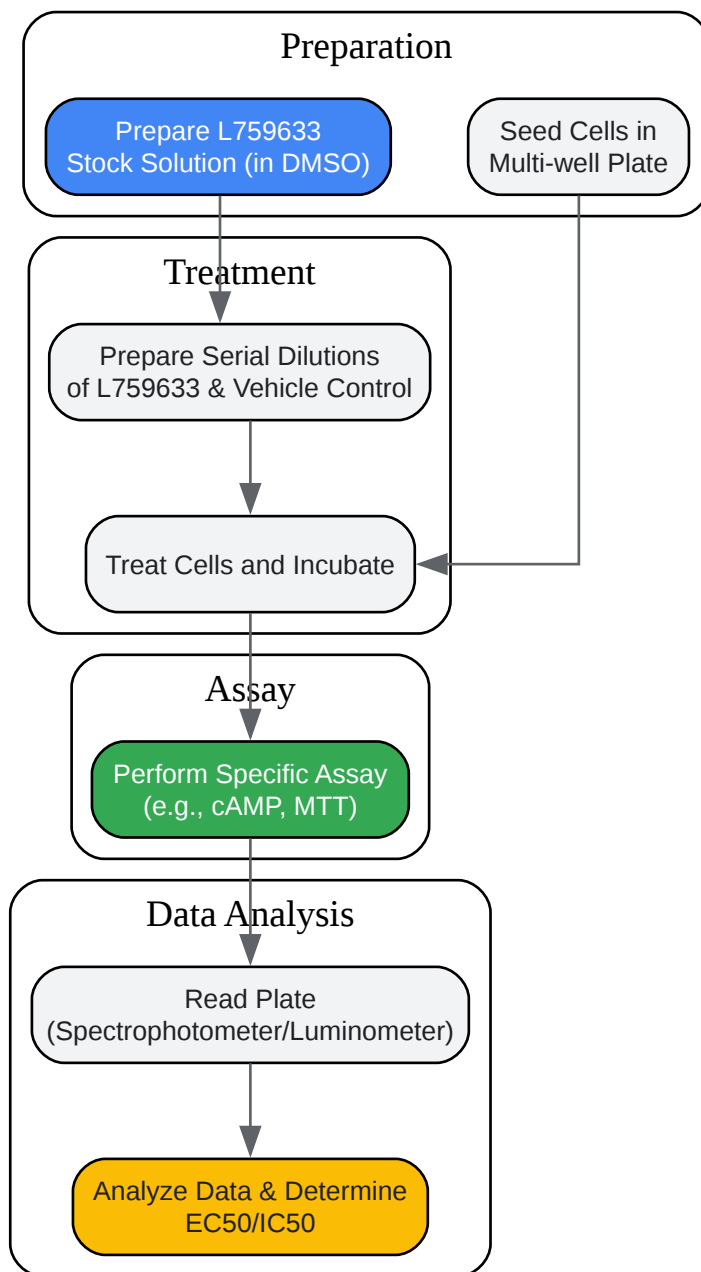 Preparation
Prepare L759633
Stock Solution (in DMSO)
Seed Cells in
Multi-well Plate
Treatment
Prepare Serial Dilutions
of L759633 & Vehicle Control
Treat Cells and Incubate
Assay
Perform Specific Assay
(e.g., cAMP, MTT)
Data Analysis
Read Plate
(Spectrophotometer/Luminometer)
Analyze Data & Determine
EC50/IC50